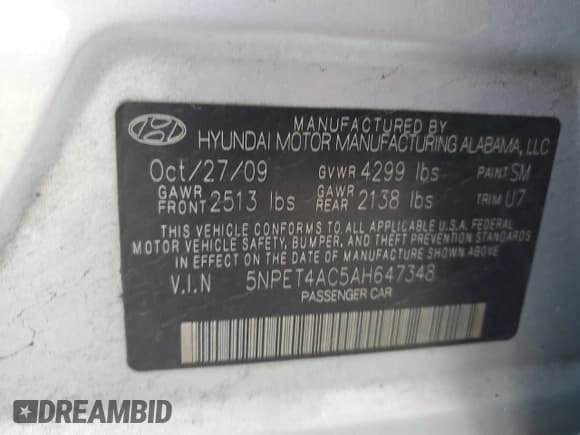 MANUFACTURED BY
HYUNDAI MOTOR MANUFACTURING ALABAMA, LLC
Oct/27/09 GVWR 4299 lbs PAINT SM
GAWR FRONT 2513 lbs GAWR REAR 2138 lbs TRIM U7
THIS VEHICLE CONFORMS TO ALL APPLICABLE U.S.A. FEDERAL
MOTOR VEHICLE SAFETY, BUMPER, AND THEFT PREVENTION STANDARDS
IN EFFECT ON THE DATE OF MANUFACTURE SHOWN ABOVE.
V.I.N 5NPET4AC5AH647348
PASSENGER CAR
DREAMBID